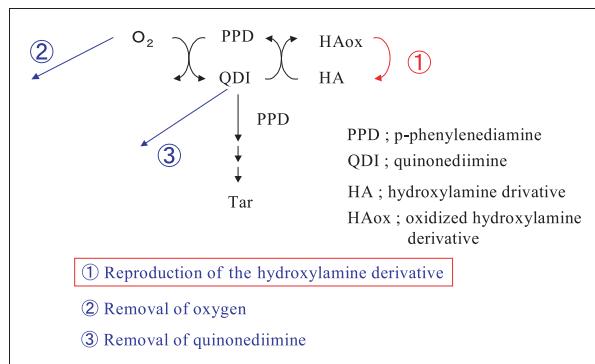 ② O₂ PPD HAox
QDI HA ①
PPD
③
Tar
PPD ; p-phenylenediamine
QDI ; quinonediimine
HA ; hydroxylamine drivative
HAox ; oxidized hydroxylamine
derivative
① Reproduction of the hydroxylamine derivative
② Removal of oxygen
③ Removal of quinonediimine